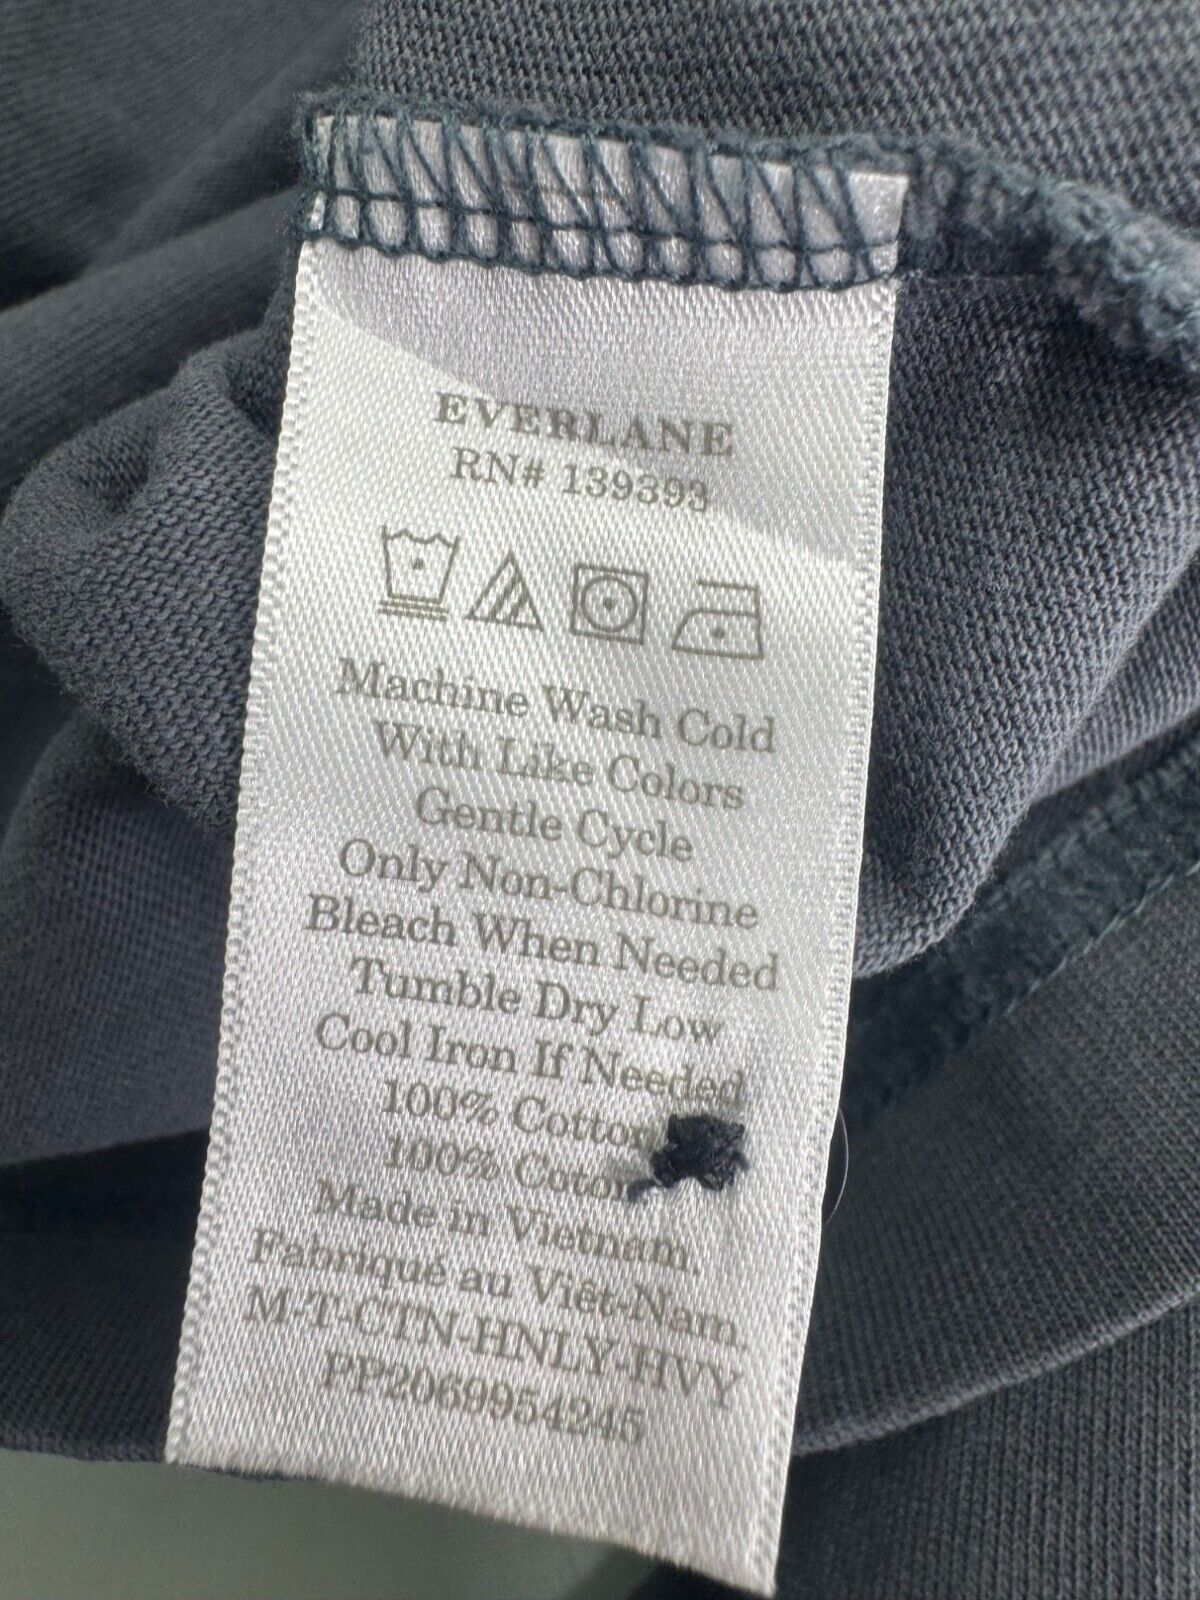 EVERLANE
RN# 139393
Machine Wash Cold
With Like Colors
Gentle Cycle
Only Non-Chlorine
Bleach When Needed
Tumble Dry Low
Cool Iron If Needed
100% Cotton
100% Coton
Made in Vietnam
Fabriqué au Viêt-Nam
M-T-CTN-HNLY-HVY
PP2069954245